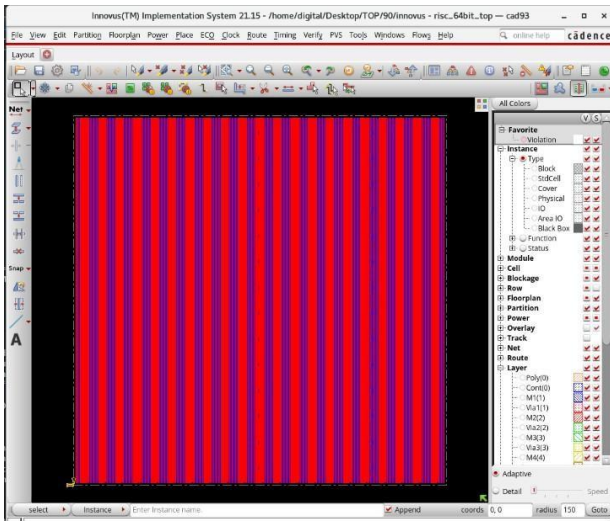 Innovus(TM) Implementation System 21.15 - /home/digital/Desktop/TOP/90/innovus - risc_64bit_top — cad93
File View Edit Partition Floorplan Power Place ECO Clock Route Timing Verify PVS Tools Windows Flows Help
online help
cādence
Layout
All Colors
Net
V S
Favorite
Violation
Instance
Type
Block
StdCell
Cover
Physical
IO
Area IO
Black Box
Function
Status
Module
Cell
Blockage
Row
Floorplan
Partition
Power
Overlay
Track
Net
Route
Layer
Poly(0)
Cont(0)
M1(1)
Via1(1)
M2(2)
Via2(2)
M3(3)
Via3(3)
M4(4)
Snap
A
Adaptive
Detail Speed
select Instance Enter Instance name Append coords 0, 0 radius 150 Goto